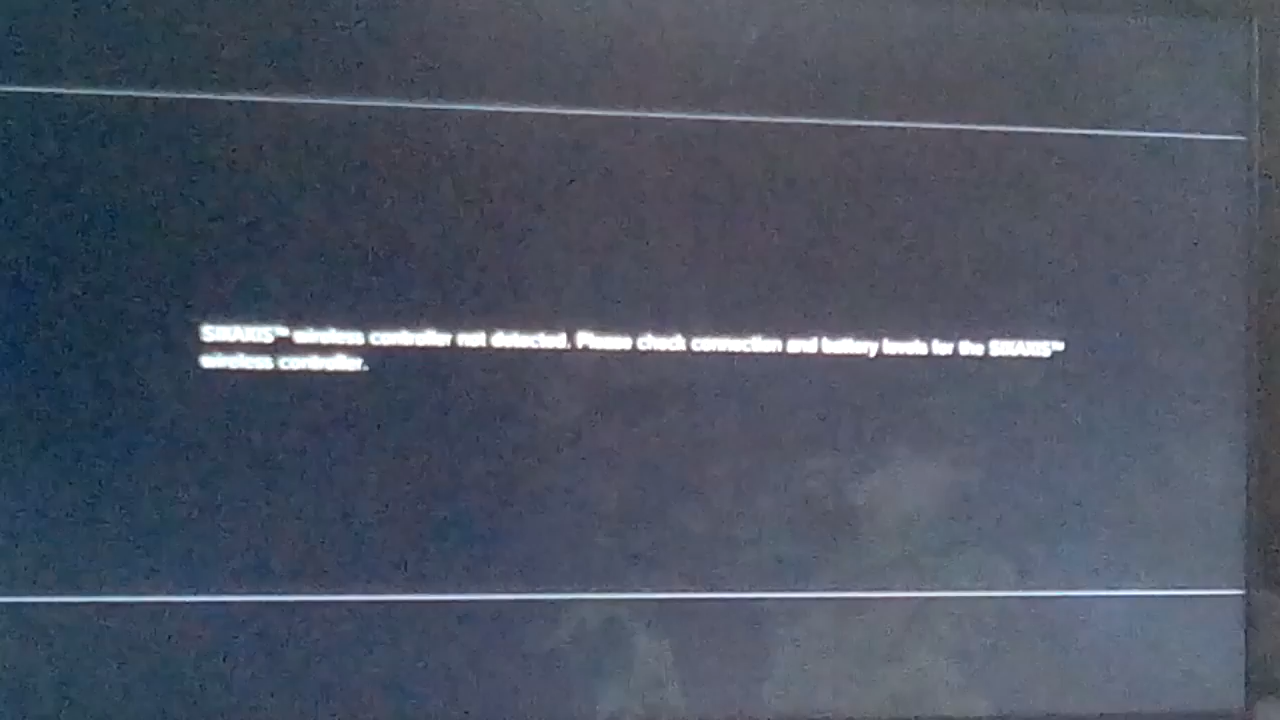 SIXAXIS™ wireless controller not detected. Please check connection and battery levels for the SIXAXIS™
wireless controller.